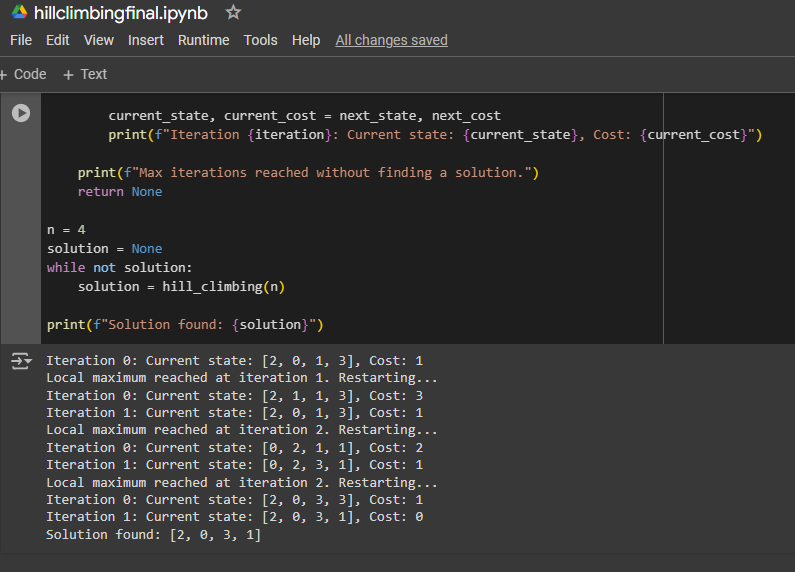 hillclimbingfinal.ipynb
File Edit View Insert Runtime Tools Help All changes saved
+ Code + Text
current_state, current_cost = next_state, next_cost
print(f"Iteration {iteration}: Current state: {current_state}, Cost: {current_cost}")
print(f"Max iterations reached without finding a solution.")
return None
n = 4
solution = None
while not solution:
solution = hill_climbing(n)
print(f"Solution found: {solution}")
Iteration 0: Current state: [2, 0, 1, 3], Cost: 1
Local maximum reached at iteration 1. Restarting...
Iteration 0: Current state: [2, 1, 1, 3], Cost: 3
Iteration 1: Current state: [2, 0, 1, 3], Cost: 1
Local maximum reached at iteration 2. Restarting...
Iteration 0: Current state: [0, 2, 1, 1], Cost: 2
Iteration 1: Current state: [0, 2, 3, 1], Cost: 1
Local maximum reached at iteration 2. Restarting...
Iteration 0: Current state: [2, 0, 3, 3], Cost: 1
Iteration 1: Current state: [2, 0, 3, 1], Cost: 0
Solution found: [2, 0, 3, 1]